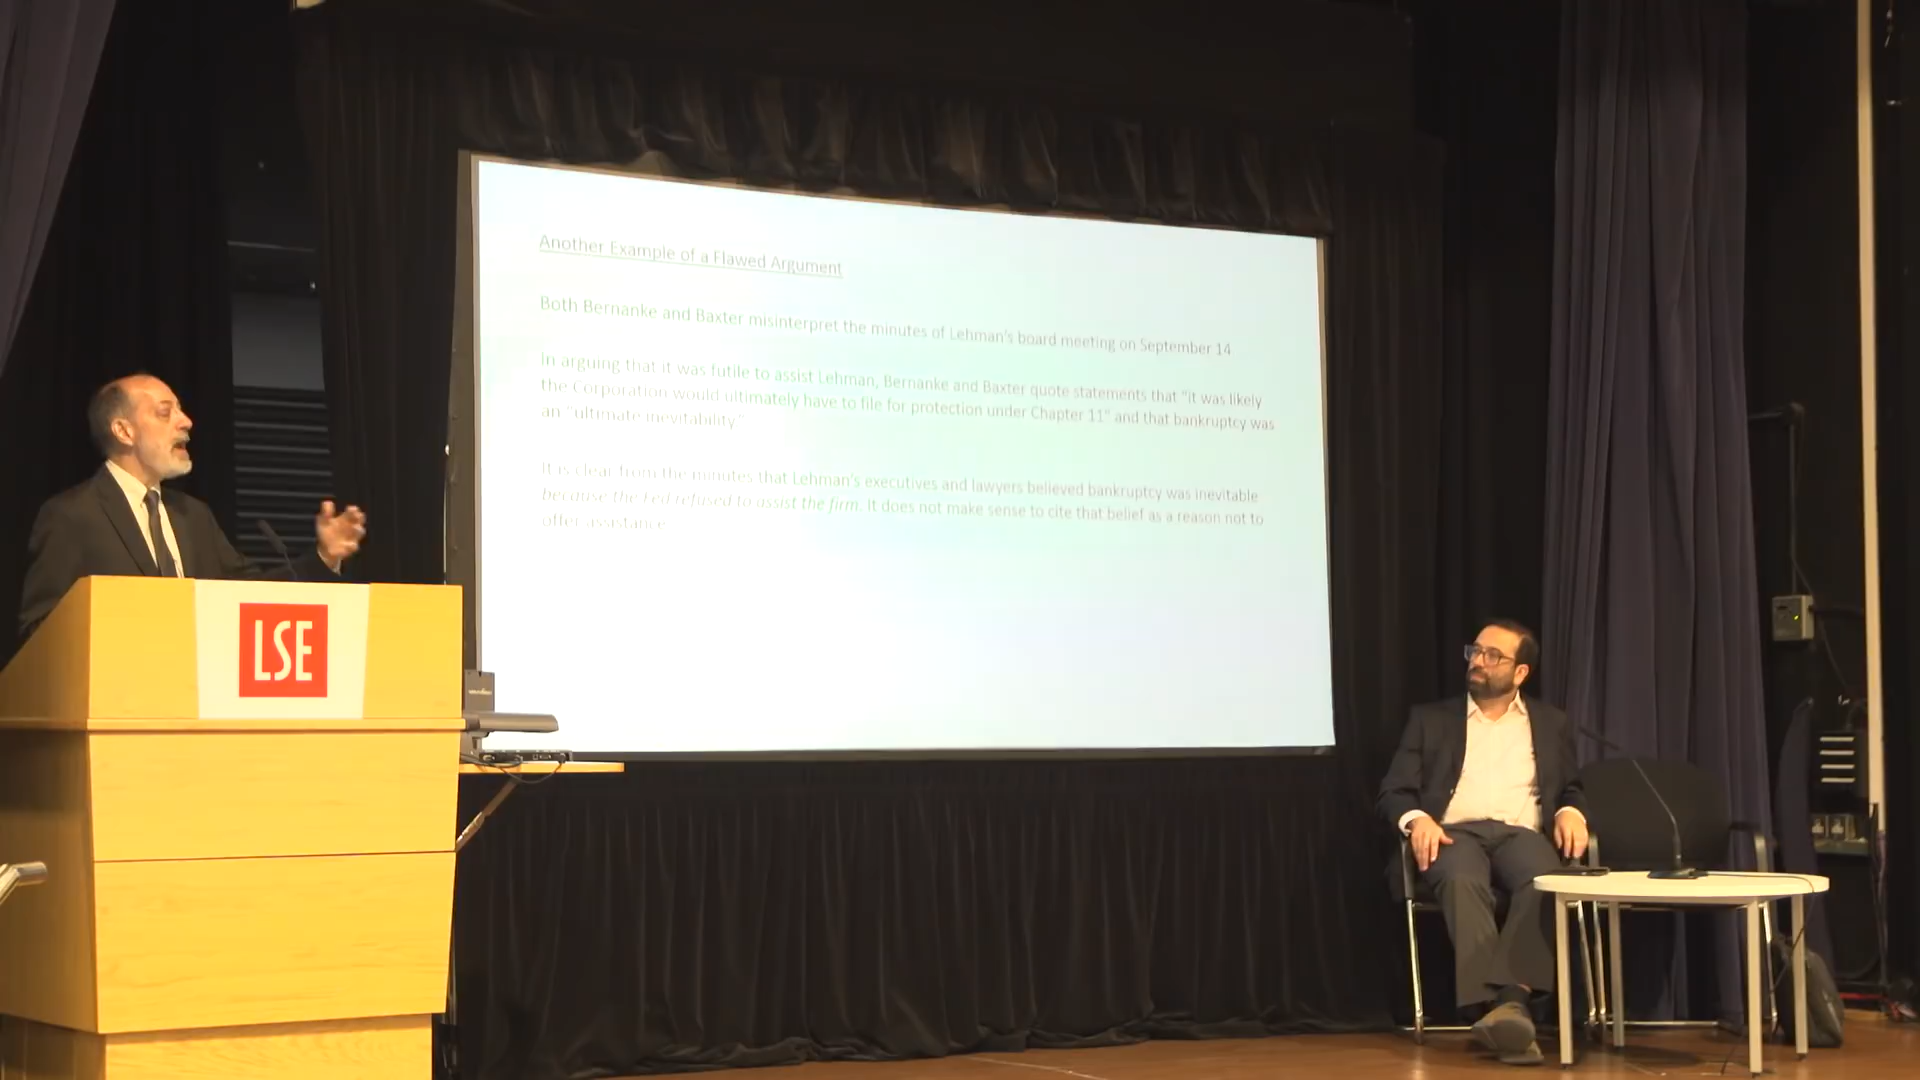 Another Example of a Flawed Argument
Both Bernanke and Baxter misinterpret the minutes of Lehman's board meeting on September 14
In arguing that it was futile to assist Lehman, Bernanke and Baxter quote statements that "it was likely
the Corporation would ultimately have to file for protection under Chapter 11" and that bankruptcy was
an "ultimate inevitability"
It is clear from the minutes that Lehman's executives and lawyers believed bankruptcy was inevitable
because the Fed refused to assist the firm. It does not make sense to cite that belief as a reason not to
offer assistance
LSE